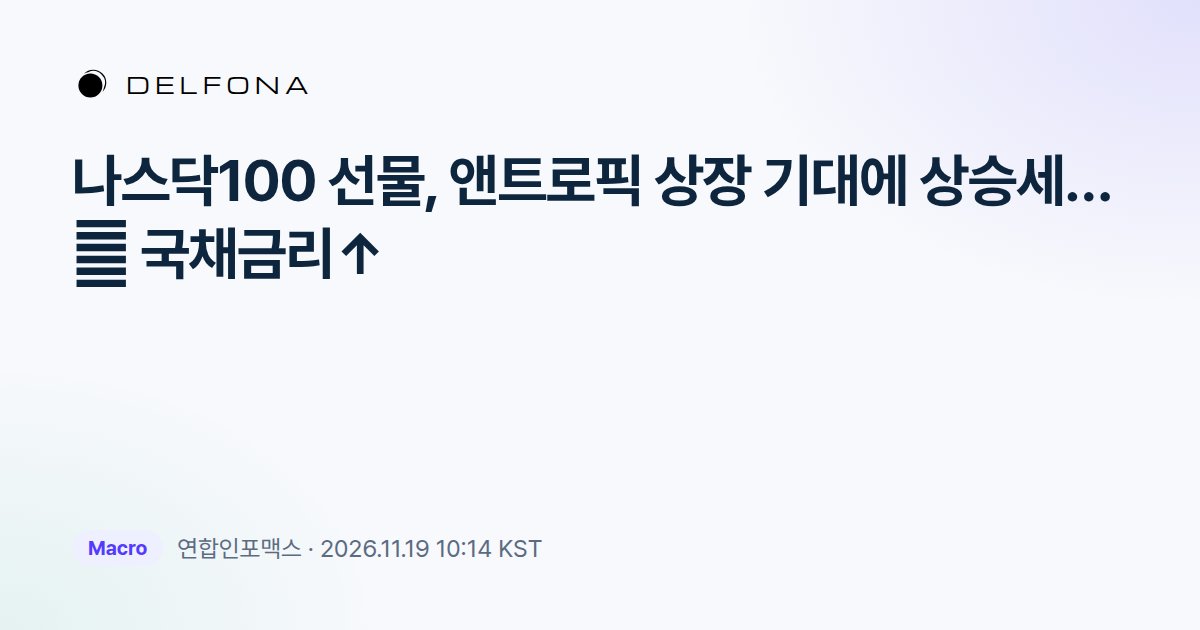 DELFONA
나스닥100 선물, 앤트로픽 상장 기대에 상승세…
국채금리↑
Macro
연합인포맥스 · 2026.11.19 10:14 KST